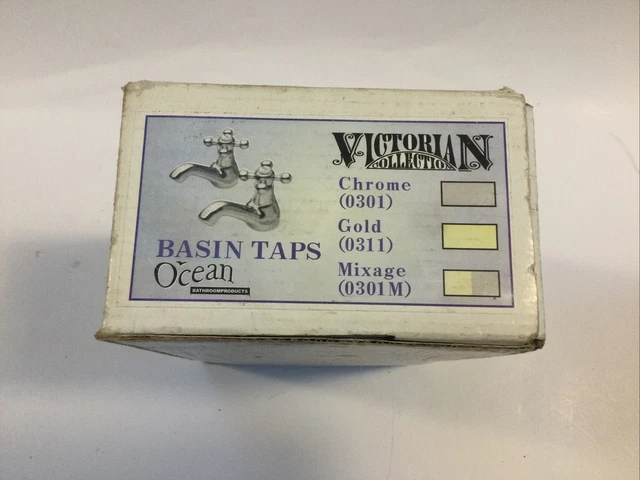 VICTORIAN
COLLECTION
Chrome
(0301)
Gold
(0311)
Mixage
(0301M)
BASIN TAPS
Ocean
BATHROOMPRODUCTS